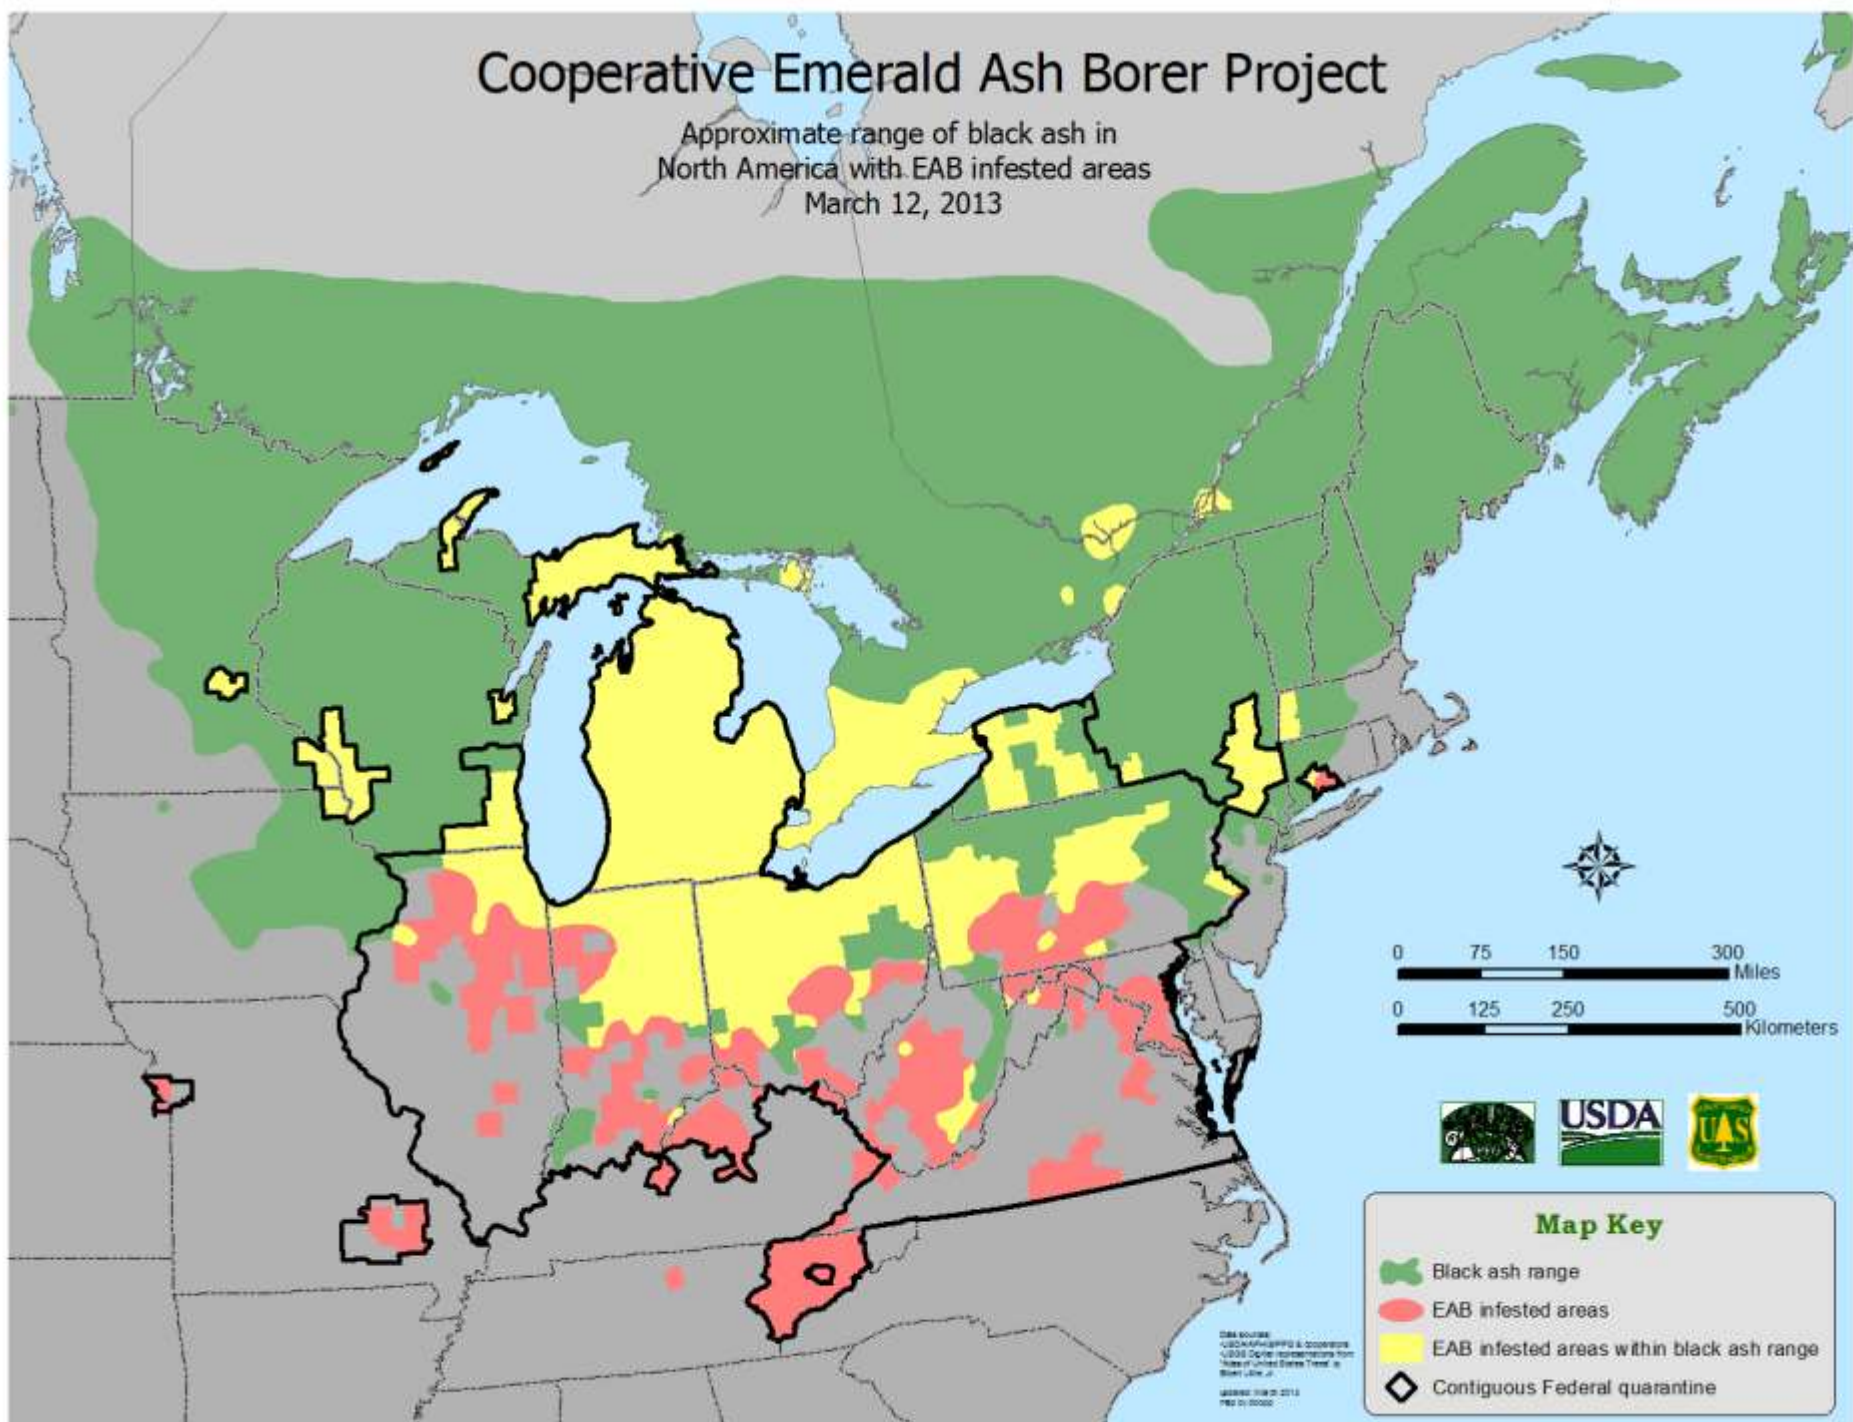 Cooperative Emerald Ash Borer Project
Approximate range of black ash in
North America with EAB infested areas
March 12, 2013
0 75 150 300
Miles
0 125 250 500
Kilometers
USDA
U S
Map Key
Black ash range
EAB infested areas
EAB infested areas within black ash range
Contiguous Federal quarantine
Data sources: